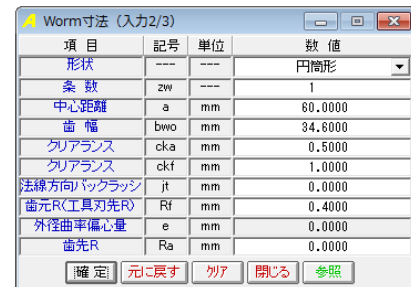 Worm寸法（入力2/3）
項 目 記号 単位 数 値
形状 --- --- 円筒形
条 数 zw --- 1
中心距離 a mm 60.0000
歯 幅 bwo mm 34.6000
クリアランス cka mm 0.5000
クリアランス ckf mm 1.0000
法線方向バックラッシ jt mm 0.0000
歯元R(工具刃先R) Rf mm 0.4000
外径曲率偏心量 e mm 0.0000
歯先R Ra mm 0.0000
確 定 元に戻す クリア 閉じる 参照